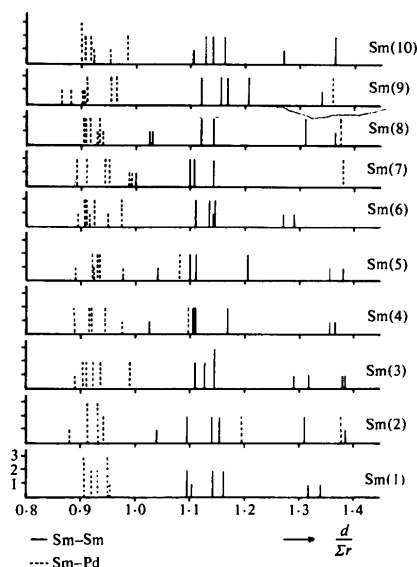 Sm(10)
Sm(9)
Sm(8)
Sm(7)
Sm(6)
Sm(5)
Sm(4)
Sm(3)
Sm(2)
3
2
1
Sm(1)
0·8 0·9 1·0 1·1 1·2 1·3 1·4
Sm–Sm
Sm–Pd
d
Σr